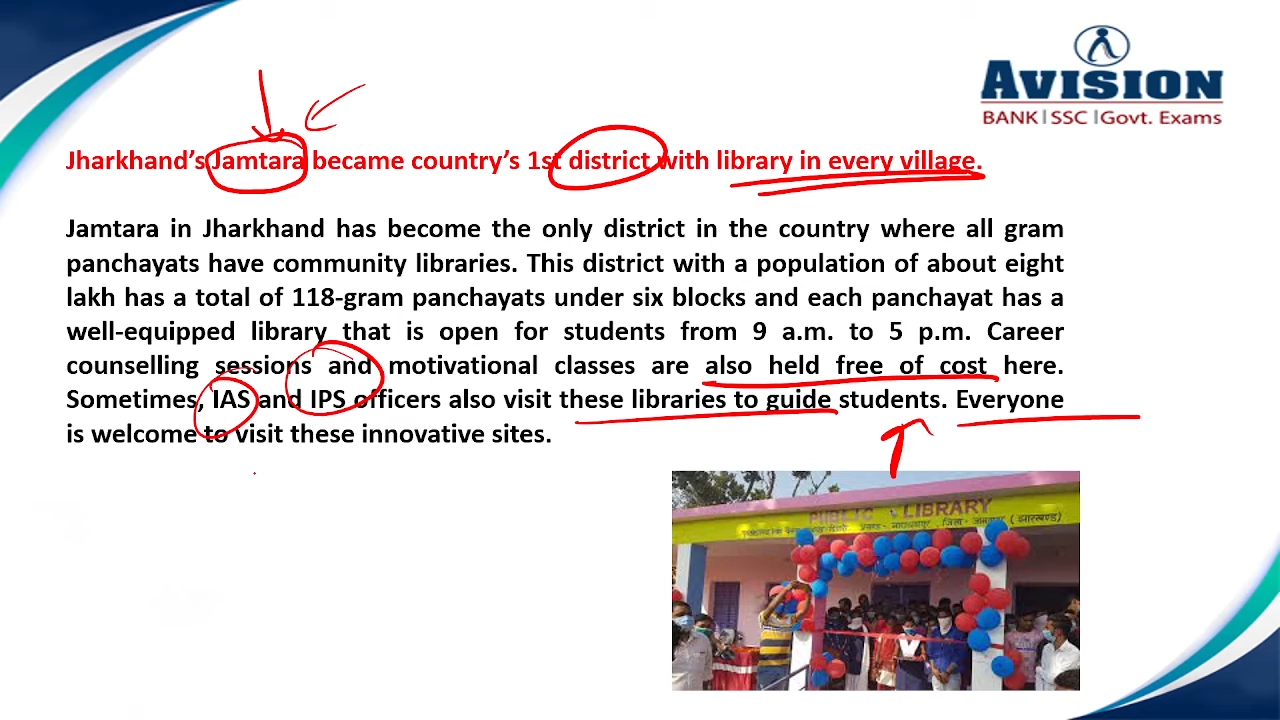 AVISION
BANK | SSC | Govt. Exams
Jharkhand's Jamtara became country's 1st district with library in every village.
Jamtara in Jharkhand has become the only district in the country where all gram
panchayats have community libraries. This district with a population of about eight
lakh has a total of 118-gram panchayats under six blocks and each panchayat has a
well-equipped library that is open for students from 9 a.m. to 5 p.m. Career
counselling sessions and motivational classes are also held free of cost here.
Sometimes, IAS and IPS officers also visit these libraries to guide students. Everyone
is welcome to visit these innovative sites.
PUBLIC LIBRARY
(झारखण्ड)